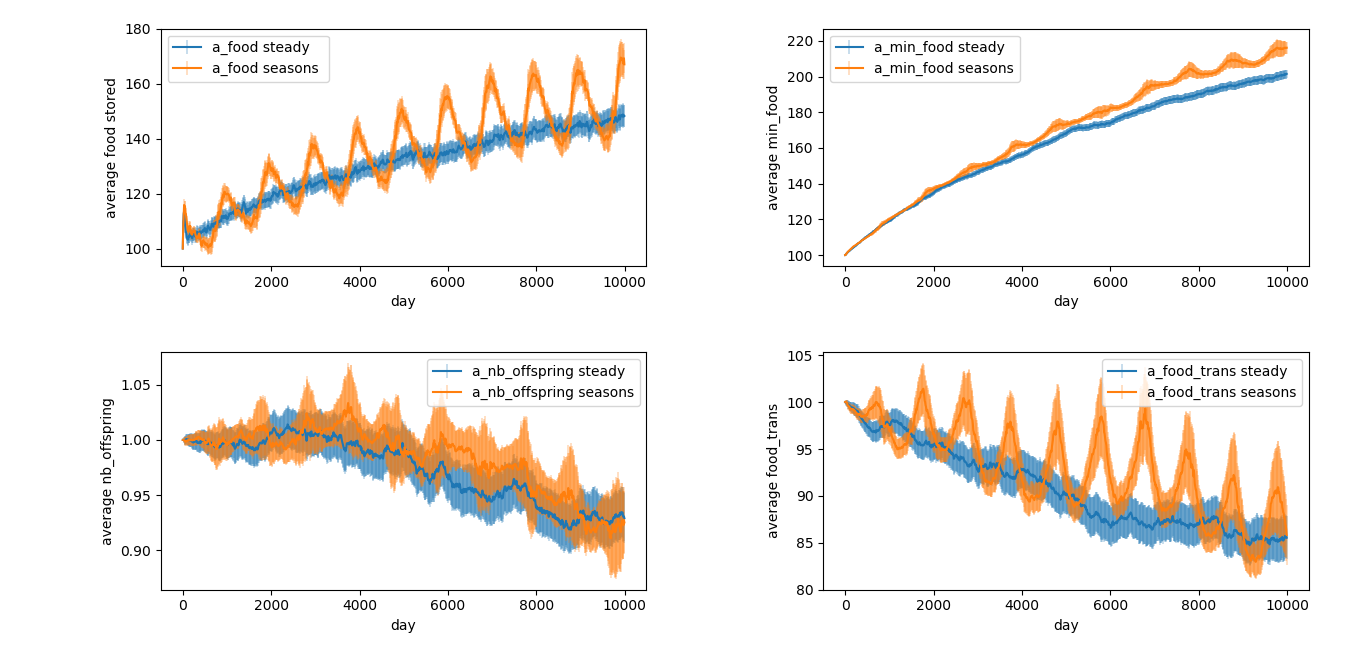 180
160
140
120
100
average food stored
a_food steady
a_food seasons
0 2000 4000 6000 8000 10000
day
220
200
180
160
140
120
100
average min_food
a_min_food steady
a_min_food seasons
0 2000 4000 6000 8000 10000
day
1.05
1.00
0.95
0.90
average nb_offspring
a_nb_offspring steady
a_nb_offspring seasons
0 2000 4000 6000 8000 10000
day
105
100
95
90
85
80
average food_trans
a_food_trans steady
a_food_trans seasons
0 2000 4000 6000 8000 10000
day